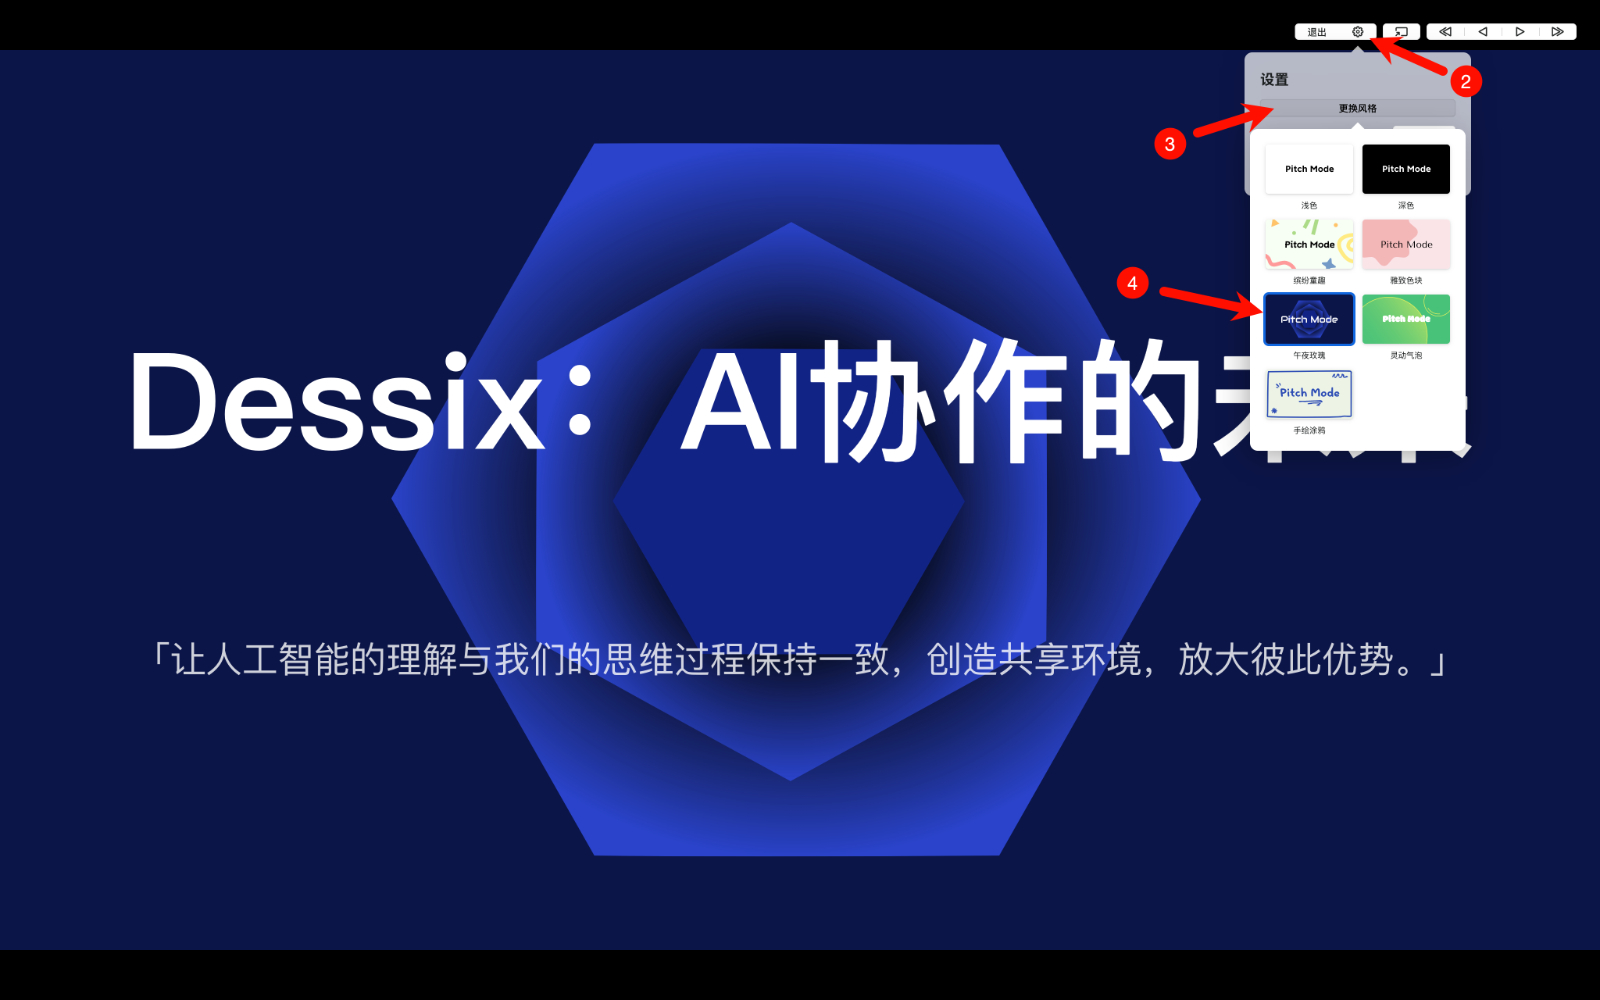 退出
2
设置
更换风格
3
Pitch Mode
Pitch Mode
浅色
深色
Pitch Mode
Pitch Mode
缤纷童趣
雅致色块
4
Pitch Mode
Pitch Mode
午夜玫瑰
灵动气泡
Pitch Mode
手绘涂鸦
Dessix：AI协作的
「让人工智能的理解与我们的思维过程保持一致，创造共享环境，放大彼此优势。」